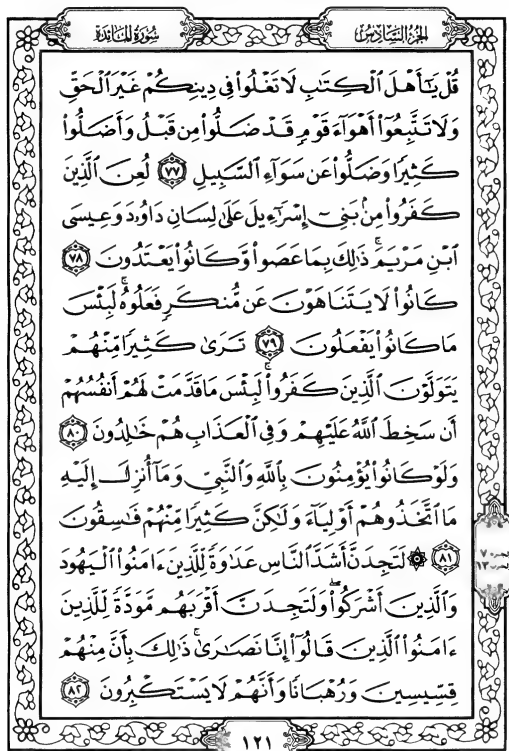 الجزء السادس
سورة المائدة
قُلْ يَٰٓأَهْلَ ٱلْكِتَٰبِ لَا تَغْلُوا۟ فِى دِينِكُمْ غَيْرَ ٱلْحَقِّ
وَلَا تَتَّبِعُوٓا۟ أَهْوَآءَ قَوْمٍ قَدْ ضَلُّوا۟ مِن قَبْلُ وَأَضَلُّوا۟
كَثِيرًا وَضَلُّوا۟ عَن سَوَآءِ ٱلسَّبِيلِ ٧٧ لُعِنَ ٱلَّذِينَ
كَفَرُوا۟ مِنۢ بَنِىٓ إِسْرَٰٓءِيلَ عَلَىٰ لِسَانِ دَاوُۥدَ وَعِيسَى
ٱبْنِ مَرْيَمَ ۚ ذَٰلِكَ بِمَا عَصَوا۟ وَّكَانُوا۟ يَعْتَدُونَ ٧٨
كَانُوا۟ لَا يَتَنَاهَوْنَ عَن مُّنكَرٍ فَعَلُوهُ ۚ لَبِئْسَ
مَا كَانُوا۟ يَفْعَلُونَ ٧٩ تَرَىٰ كَثِيرًا مِّنْهُمْ
يَتَوَلَّوْنَ ٱلَّذِينَ كَفَرُوا۟ ۚ لَبِئْسَ مَا قَدَّمَتْ لَهُمْ أَنفُسُهُمْ
أَن سَخِطَ ٱللَّهُ عَلَيْهِمْ وَفِى ٱلْعَذَابِ هُمْ خَٰلِدُونَ ٨٠
وَلَوْ كَانُوا۟ يُؤْمِنُونَ بِٱللَّهِ وَٱلنَّبِىِّ وَمَآ أُنزِلَ إِلَيْهِ
مَا ٱتَّخَذُوهُمْ أَوْلِيَآءَ وَلَٰكِنَّ كَثِيرًا مِّنْهُمْ فَٰسِقُونَ
٨١ ۞ لَتَجِدَنَّ أَشَدَّ ٱلنَّاسِ عَدَٰوَةً لِّلَّذِينَ ءَامَنُوا۟ ٱلْيَهُودَ
وَٱلَّذِينَ أَشْرَكُوا۟ ۖ وَلَتَجِدَنَّ أَقْرَبَهُم مَّوَدَّةً لِّلَّذِينَ
ءَامَنُوا۟ ٱلَّذِينَ قَالُوٓا۟ إِنَّا نَصَٰرَىٰ ۚ ذَٰلِكَ بِأَنَّ مِنْهُمْ
قِسِّيسِينَ وَرُهْبَانًا وَأَنَّهُمْ لَا يَسْتَكْبِرُونَ ٨٢
الجزء ٧
الحزب ١٣
١٢١